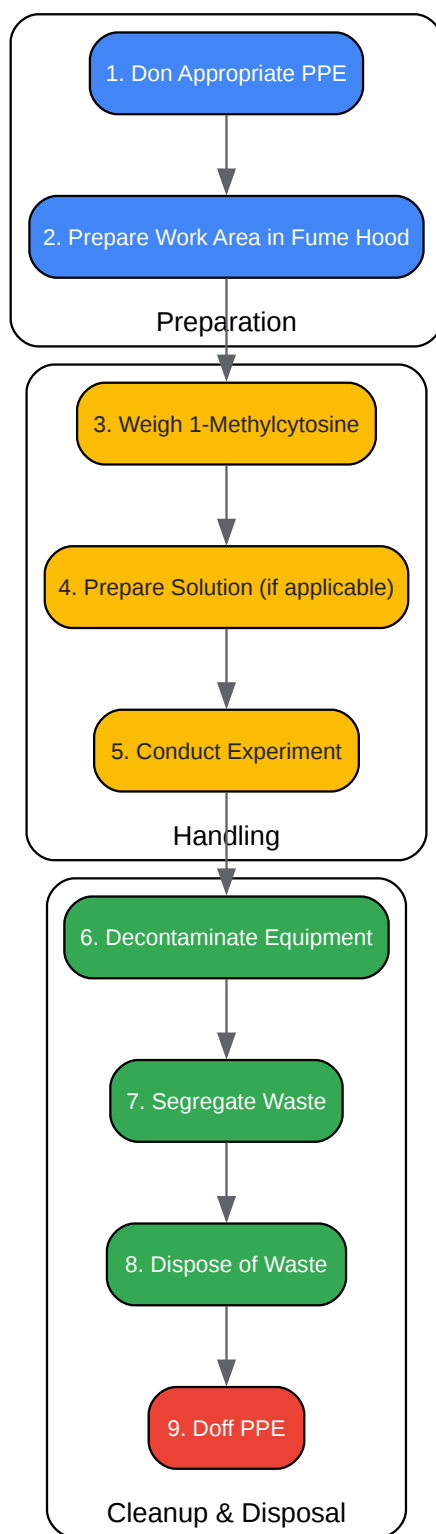 1. Don Appropriate PPE
2. Prepare Work Area in Fume Hood
Preparation
3. Weigh 1-Methylcytosine
4. Prepare Solution (if applicable)
5. Conduct Experiment
Handling
6. Decontaminate Equipment
7. Segregate Waste
8. Dispose of Waste
9. Doff PPE
Cleanup & Disposal